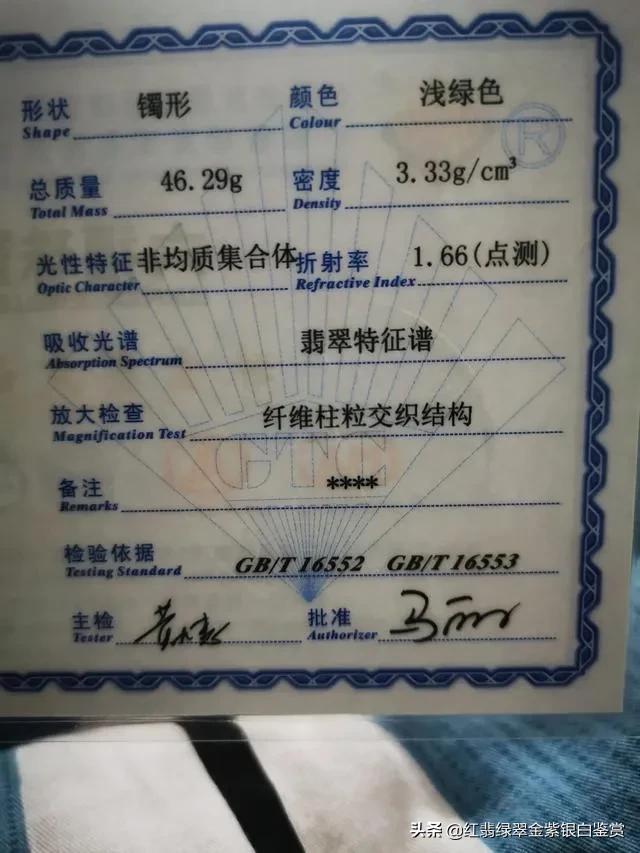 形状 镯形 颜色 浅绿色
Shape Colour
®
总质量 46.29g 密度 3.33g/cm³
Total Mass Density
光性特征 非均质集合体 折射率 1.66(点测)
Optic Character Refractive Index
吸收光谱 翡翠特征谱
Absorption Spectrum
放大检查 纤维柱粒交织结构
Magnification Test
GTC
备注 ****
Remarks
检验依据 GB/T 16552 GB/T 16553
Testing Standard
主检 批准 马丽
Tester Authorizer
头条 @红翡绿翠金紫银白鉴赏